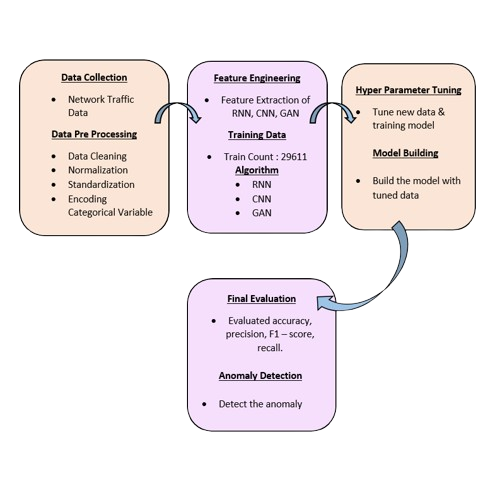 Data Collection
• Network Traffic
Data
Data Pre Processing
• Data Cleaning
• Normalization
• Standardization
• Encoding
Categorical Variable
Feature Engineering
• Feature Extraction of
RNN, CNN, GAN
Training Data
• Train Count : 29611
Algorithm
• RNN
• CNN
• GAN
Hyper Parameter Tuning
• Tune new data &
training model
Model Building
• Build the model with
tuned data
Final Evaluation
• Evaluated accuracy,
precision, F1 – score,
recall.
Anomaly Detection
• Detect the anomaly